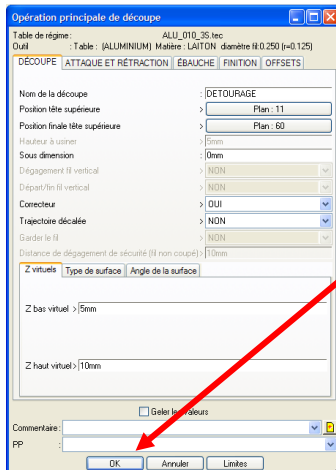 Opération principale de découpe
Table de régime: ALU_010_3S.tec
Outil : Table : (ALUMINIUM) Matière : LAITON diamètre fil:0.250 (r=0.125)
DÉCOUPE ATTAQUE ET RÉTRACTION ÉBAUCHE FINITION OFFSETS
Nom de la découpe : DETOURAGE
Position tête supérieure > Plan : 11
Position finale tête supérieure > Plan : 60
Hauteur à usiner > 5mm
Sous dimension : 0mm
Dégagement fil vertical > NON
Départ/fin fil vertical > NON
Correcteur > OUI
Trajectoire décalée > NON
Garder le fil > NON
Distance de dégagement de sécurité (fil non coupé) > 10mm
Z virtuels Type de surface Angle de la surface
Z bas virtuel > 5mm
Z haut virtuel > 10mm
Geler les valeurs
Commentaire :
PP :
OK Annuler Limites